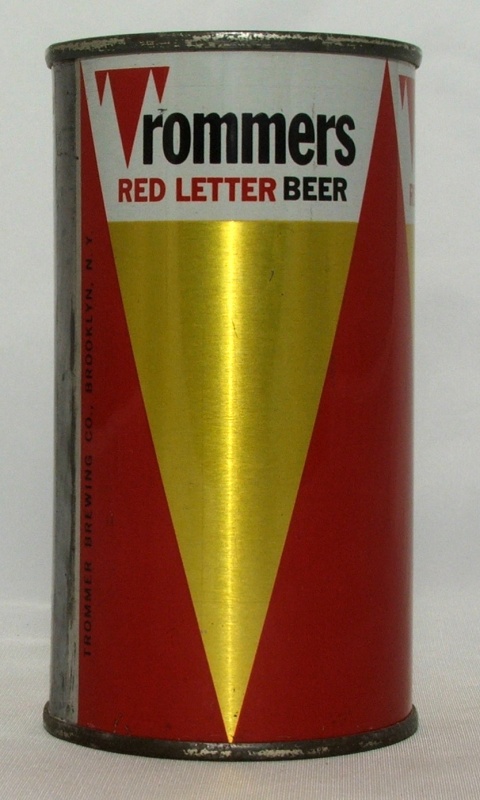 Trommers
RED LETTER BEER
TROMMER BREWING CO., BROOKLYN, N.Y.
R